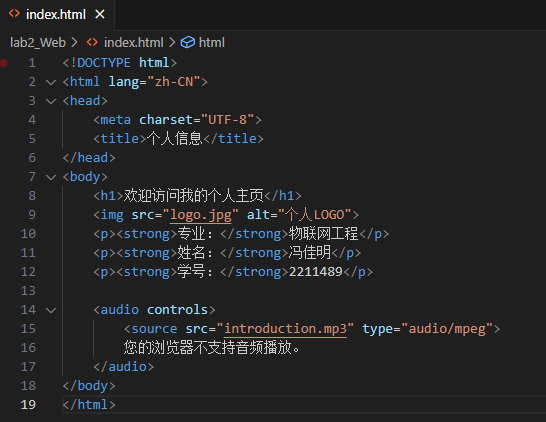 index.html
lab2_Web > index.html > html
1 <!DOCTYPE html>
2 <html lang="zh-CN">
3 <head>
4 <meta charset="UTF-8">
5 <title>个人信息</title>
6 </head>
7 <body>
8 <h1>欢迎访问我的个人主页</h1>
9 <img src="logo.jpg" alt="个人LOGO">
10 <p><strong>专业：</strong>物联网工程</p>
11 <p><strong>姓名：</strong>冯佳明</p>
12 <p><strong>学号：</strong>2211489</p>
13
14 <audio controls>
15 <source src="introduction.mp3" type="audio/mpeg">
16 您的浏览器不支持音频播放。
17 </audio>
18 </body>
19 </html>